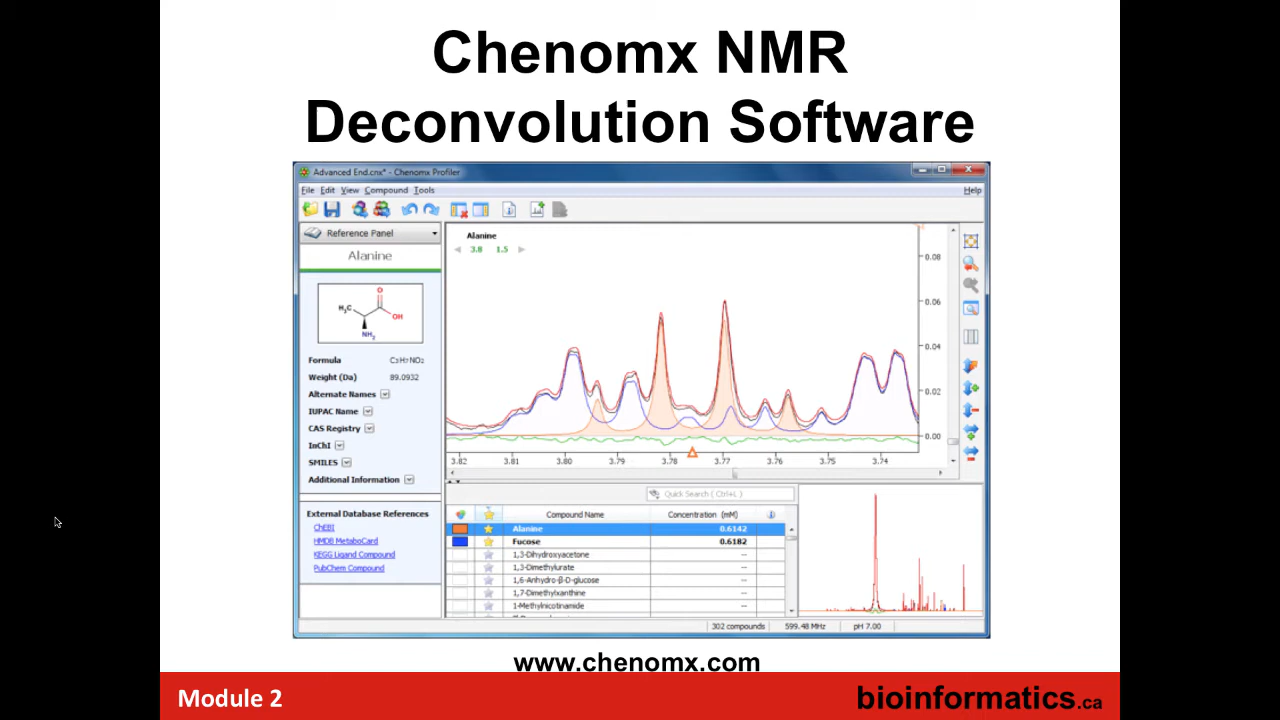 Chenomx NMR
Deconvolution Software
Advanced End.cnx* - Chenomx Profiler
File Edit View Compound Tools Help
Reference Panel
Alanine
H₃C O OH NH₂
Formula C₃H₇NO₂
Weight (Da) 89.0932
Alternate Names
IUPAC Name
CAS Registry
InChI
SMILES
Additional Information
External Database References
ChEBI
HMDB MetaboCard
KEGG Ligand Compound
PubChem Compound
Alanine
3.8 1.5
0.08
0.06
0.04
0.02
0.00
3.82 3.81 3.80 3.79 3.78 3.77 3.76 3.75 3.74
Quick Search ( Ctrl+L )
Compound Name Concentration (mM)
Alanine 0.6142
Fucose 0.6182
1,3-Dihydroxyacetone --
1,3-Dimethylurate --
1,6-Anhydro-β-D-glucose --
1,7-Dimethylxanthine --
1-Methylnicotinamide --
302 compounds 599.48 MHz pH 7.00
www.chenomx.com
Module 2
bioinformatics.ca